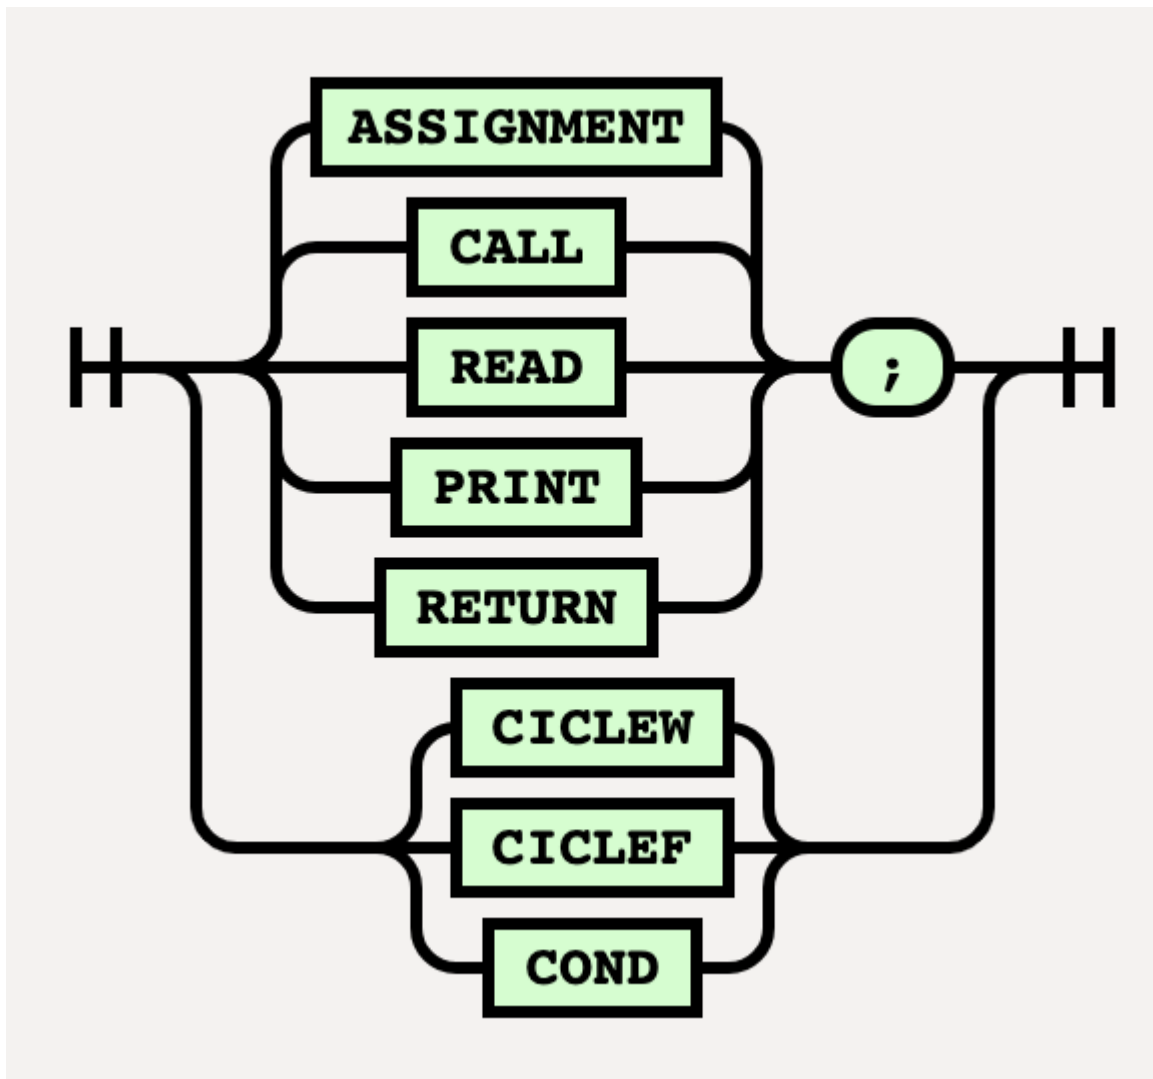 ASSIGNMENT
CALL
READ
;
PRINT
RETURN
CICLEW
CICLEF
COND